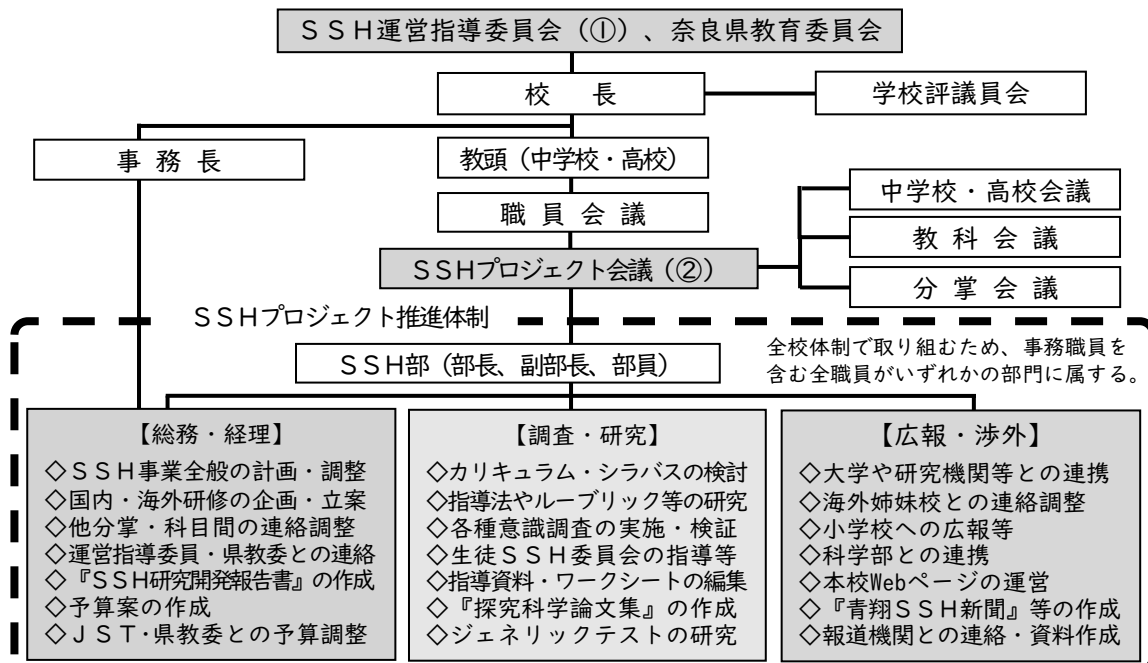 SSH運営指導委員会(①)、奈良県教育委員会
校 長
学校評議員会
事 務 長
教頭(中学校・高校)
職 員 会 議
中学校・高校会議
教 科 会 議
分 掌 会 議
SSHプロジェクト会議(②)
SSHプロジェクト推進体制
全校体制で取り組むため、事務職員を
含む全職員がいずれかの部門に属する。
SSH部(部長、副部長、部員)
【総務・経理】
◇SSH事業全般の計画・調整
◇国内・海外研修の企画・立案
◇他分掌・科目間の連絡調整
◇運営指導委員・県教委との連絡
◇『SSH研究開発報告書』の作成
◇予算案の作成
◇JST・県教委との予算調整
【調査・研究】
◇カリキュラム・シラバスの検討
◇指導法やルーブリック等の研究
◇各種意識調査の実施・検証
◇生徒SSH委員会の指導等
◇指導資料・ワークシートの編集
◇『探究科学論文集』の作成
◇ジェネリックテストの研究
【広報・渉外】
◇大学や研究機関等との連携
◇海外姉妹校との連絡調整
◇小学校への広報等
◇科学部との連携
◇本校Webページの運営
◇『青翔SSH新聞』等の作成
◇報道機関との連絡・資料作成